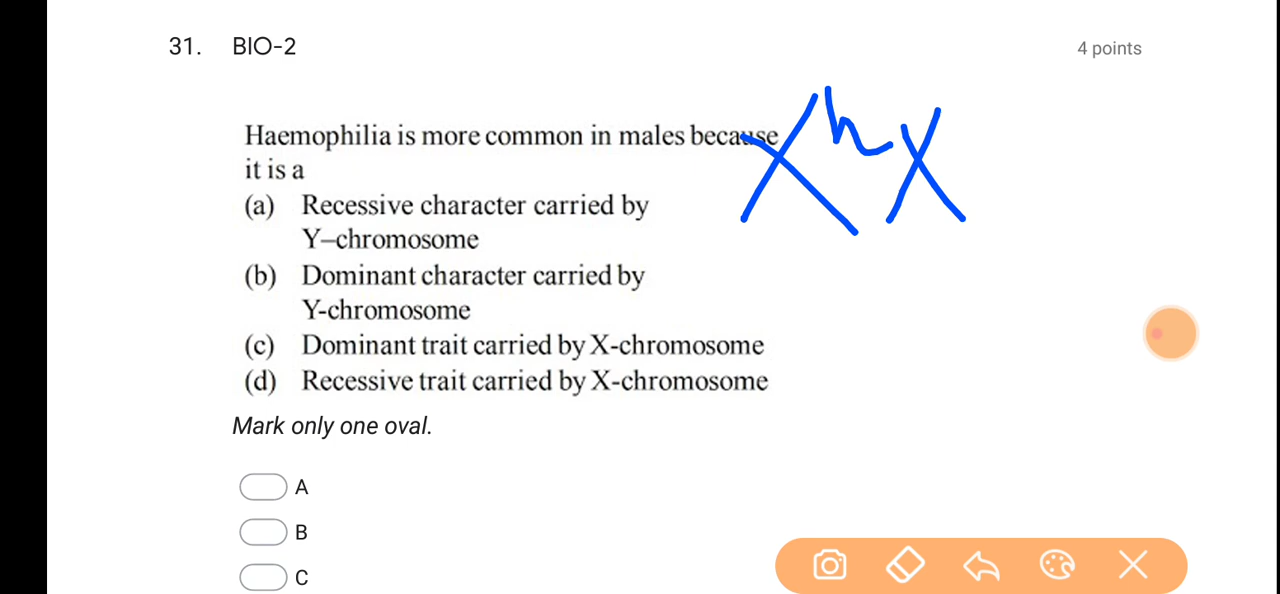 31. BIO-2
4 points
Haemophilia is more common in males because
it is a
(a) Recessive character carried by
Y–chromosome
(b) Dominant character carried by
Y-chromosome
(c) Dominant trait carried by X-chromosome
(d) Recessive trait carried by X-chromosome
Mark only one oval.
A
B
C
XhX